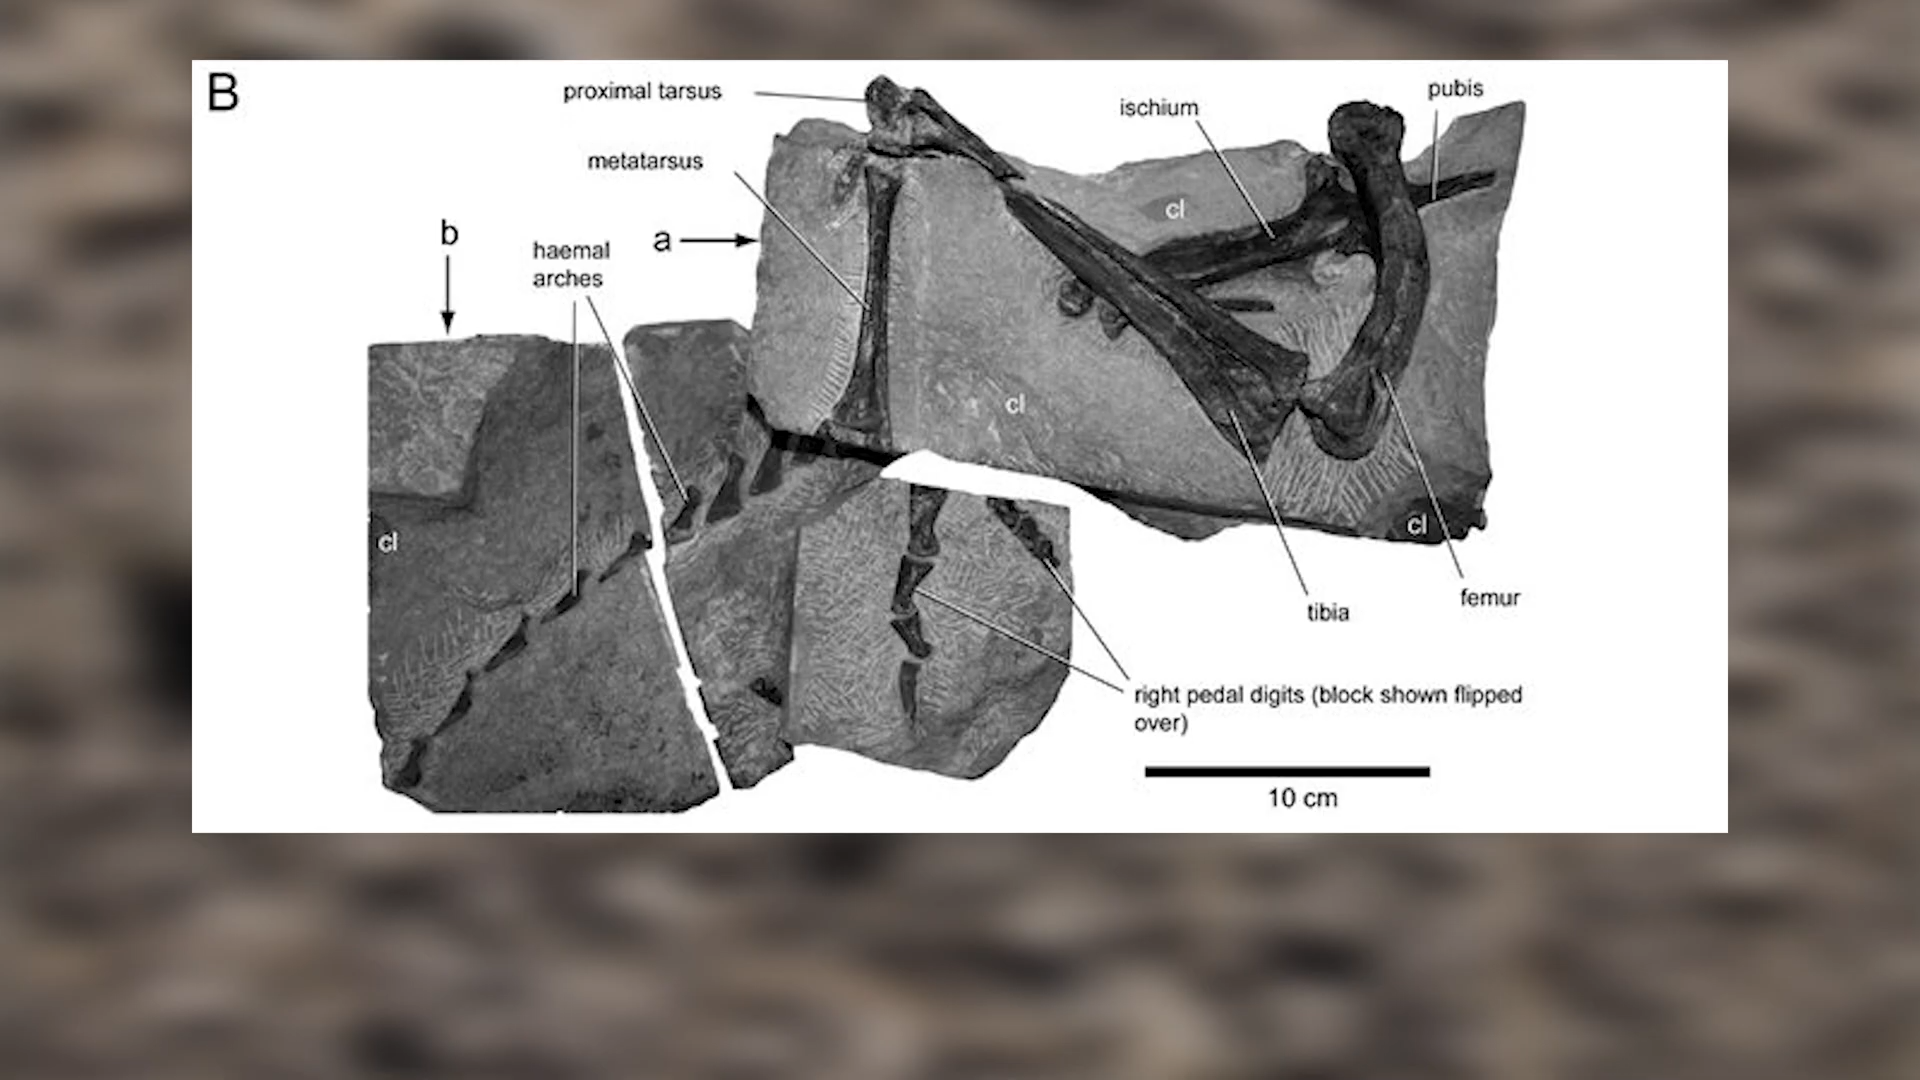 B
proximal tarsus
metatarsus
ischium
pubis
cl
a
b
haemal
arches
cl
cl
cl
tibia
femur
right pedal digits (block shown flipped
over)
10 cm